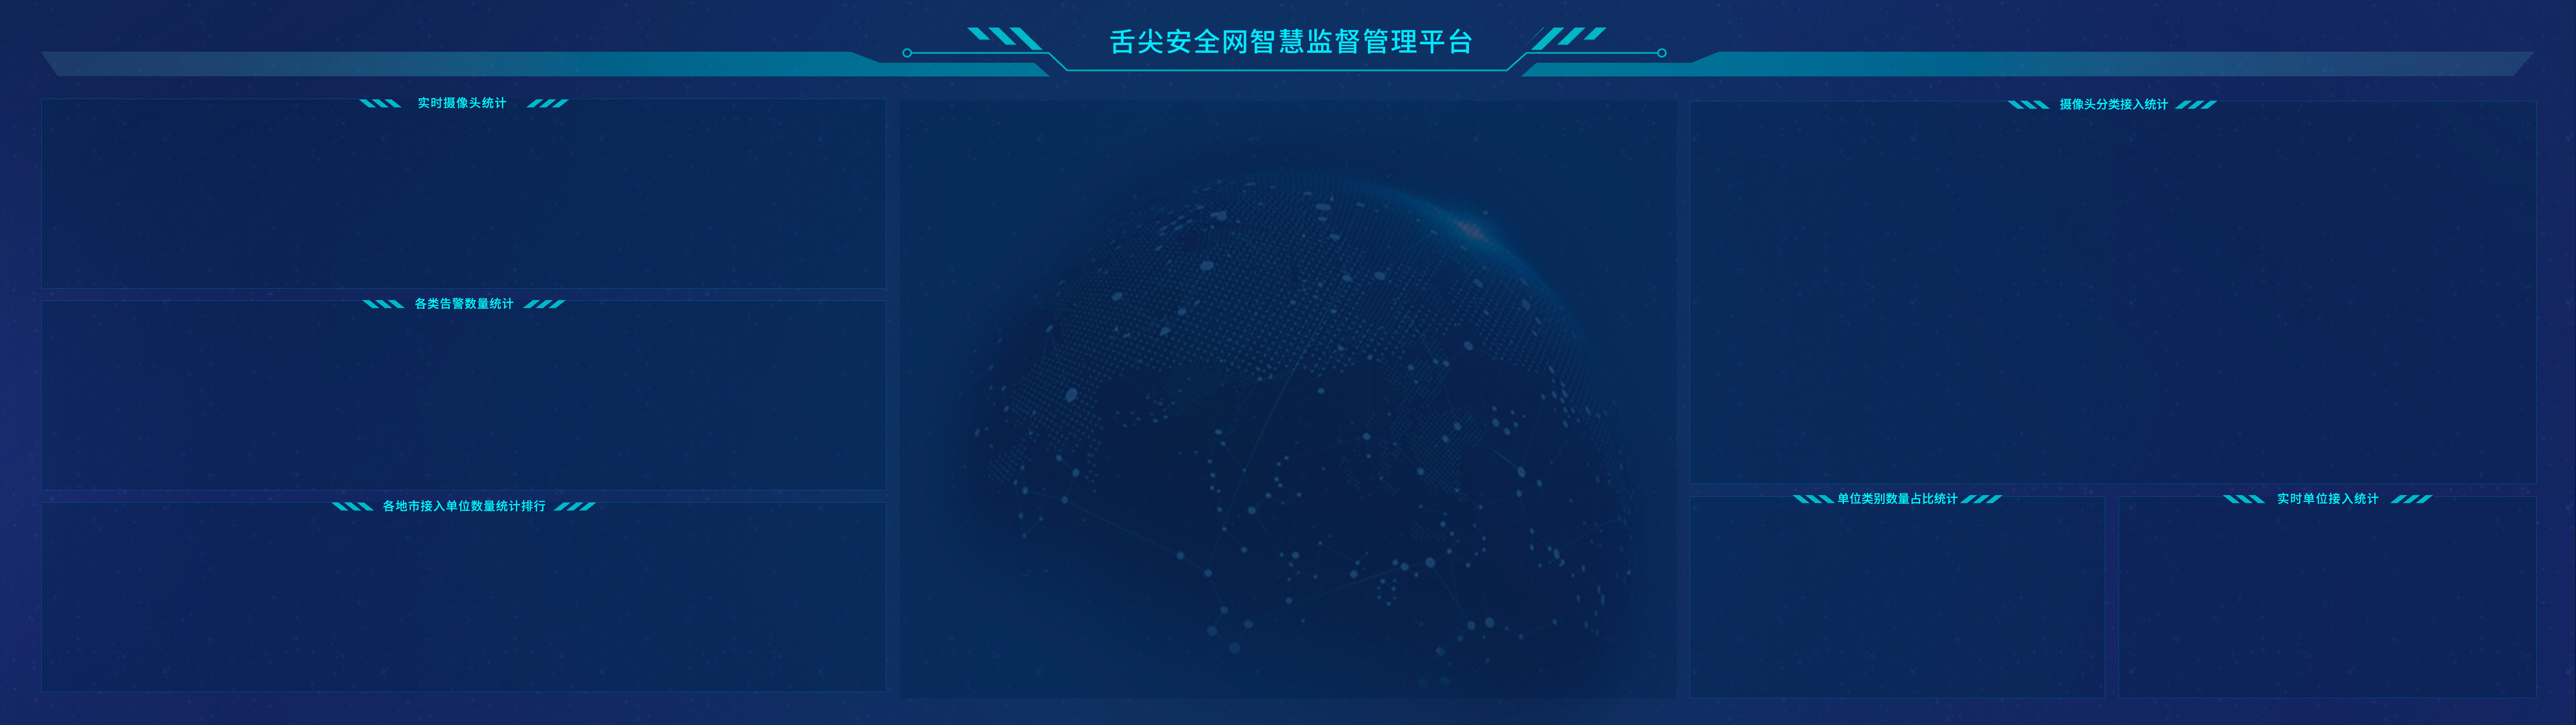 舌尖安全网智慧监督管理平台
实时摄像头统计
各类告警数量统计
各地市接入单位数量统计排行
摄像头分类接入统计
单位类别数量占比统计
实时单位接入统计